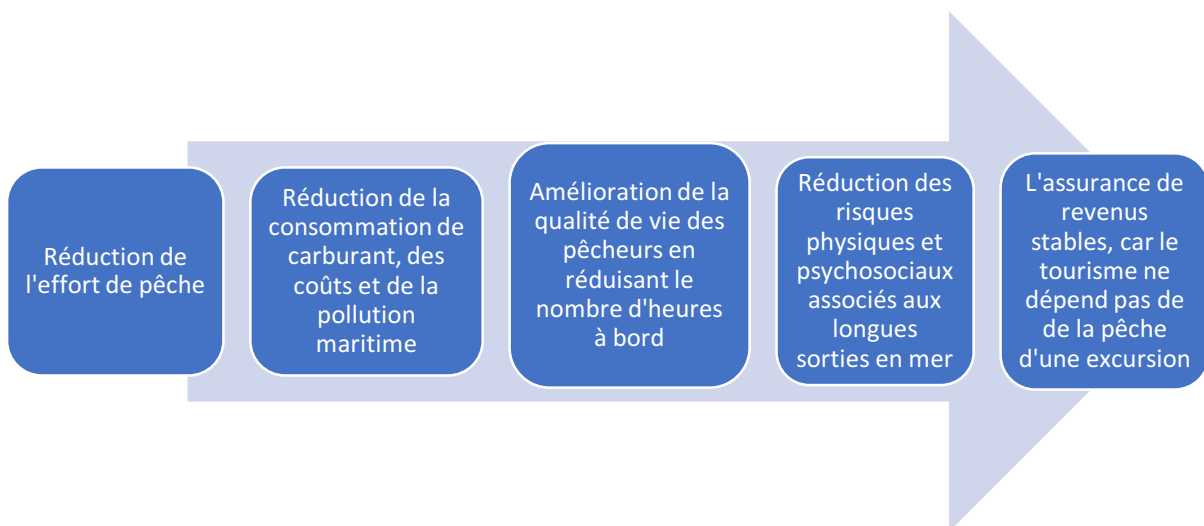 Réduction de
l'effort de pêche
Réduction de la
consommation de
carburant, des
coûts et de la
pollution
maritime
Amélioration de la
qualité de vie des
pêcheurs en
réduisant le
nombre d'heures
à bord
Réduction des
risques
physiques et
psychosociaux
associés aux
longues
sorties en mer
L'assurance de
revenus
stables, car le
tourisme ne
dépend pas de
de la pêche
d'une excursion